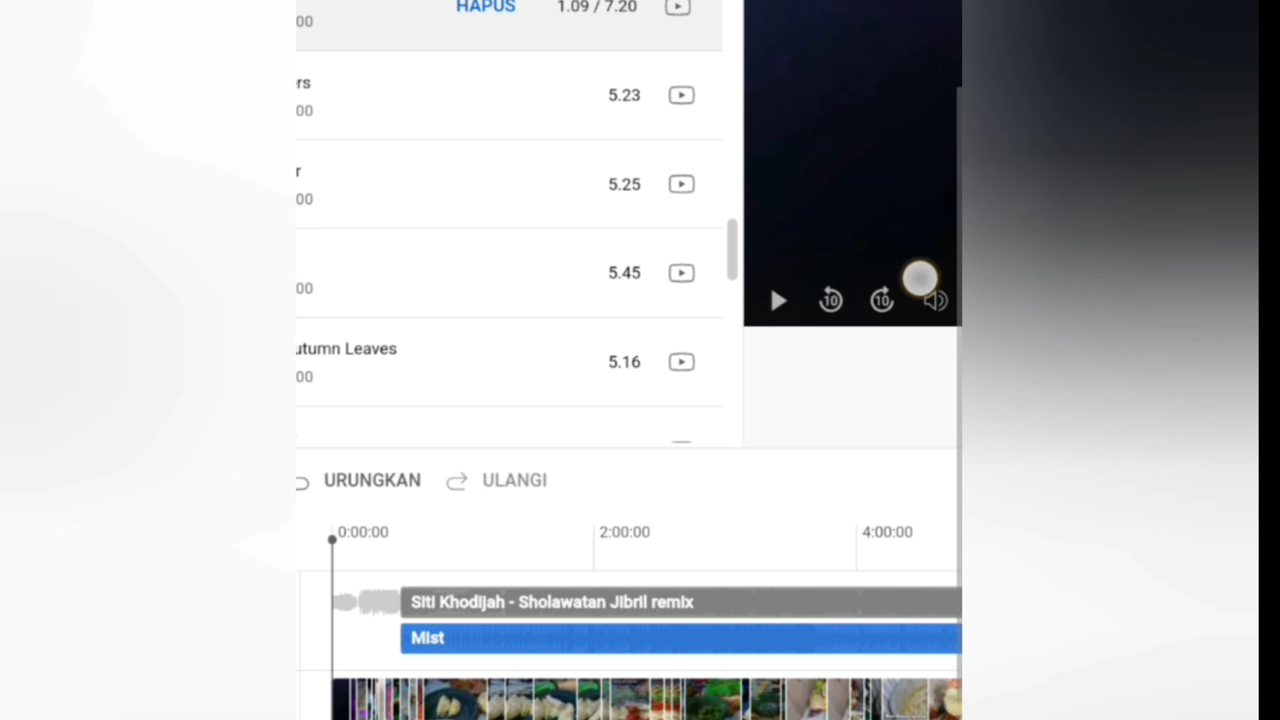 HAPUS 1.09 / 7.20
00
rs 5.23
00
r 5.25
00
5.45
00
utumn Leaves 5.16
00
10 10
URUNGKAN ULANGI
0:00:00 2:00:00 4:00:00
Siti Khodijah - Sholawatan Jibril remix
Mist